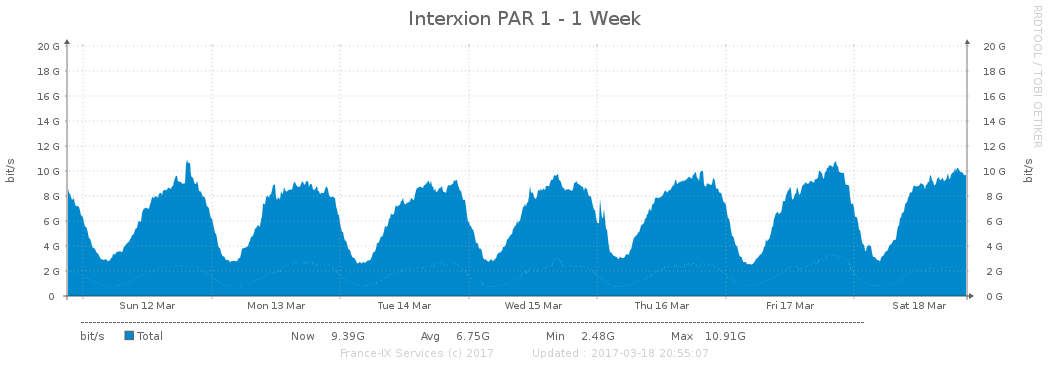 Interxion PAR 1 - 1 Week
RRDTOOL / TOBI OETIKER
20 G 20 G
18 G 18 G
16 G 16 G
14 G 14 G
12 G 12 G
10 G 10 G
8 G 8 G
6 G 6 G
4 G 4 G
2 G 2 G
0 0 G
bit/s
bit/s
Sun 12 Mar Mon 13 Mar Tue 14 Mar Wed 15 Mar Thu 16 Mar Fri 17 Mar Sat 18 Mar
bit/s Total Now 9.39G Avg 6.75G Min 2.48G Max 10.91G
France-IX Services (c) 2017 Updated : 2017-03-18 20:55:07